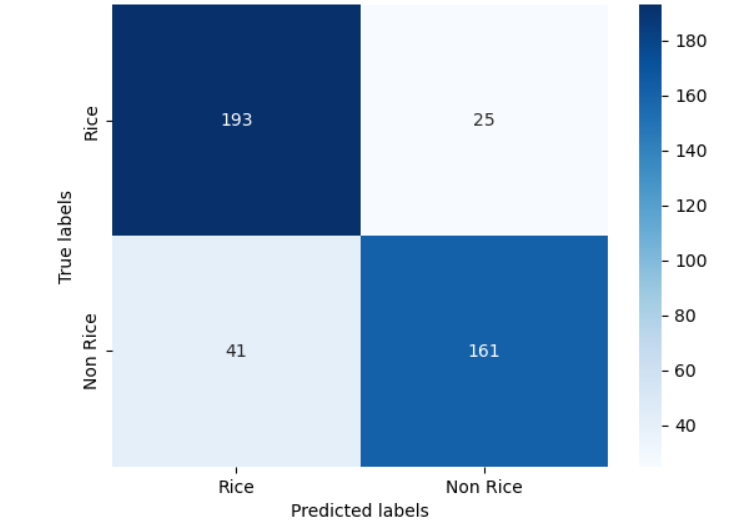 Rice
193
25
True labels
Non Rice
41
161
Rice
Non Rice
Predicted labels
180
160
140
120
100
80
60
40